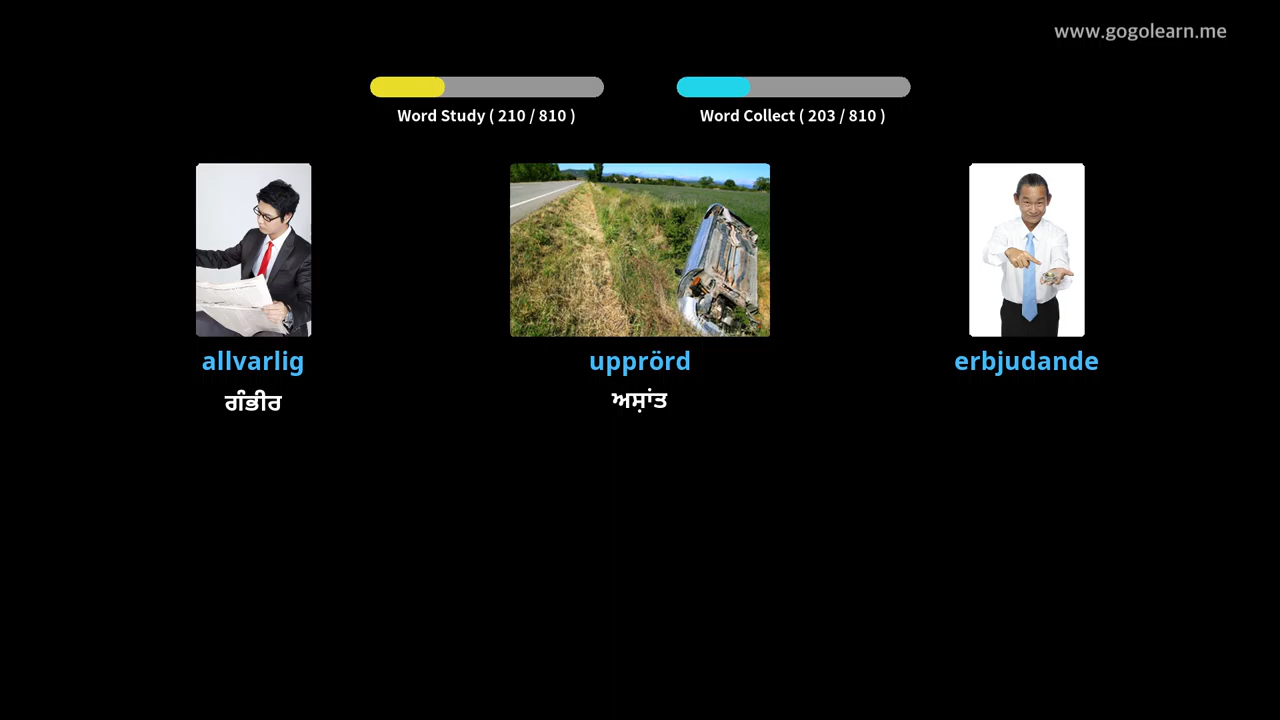 www.gogolearn.me
Word Study ( 210 / 810 )
Word Collect ( 203 / 810 )
allvarlig
upprörd
erbjudande
ਗੰਭੀਰ
ਅਸ਼ਾਂਤ